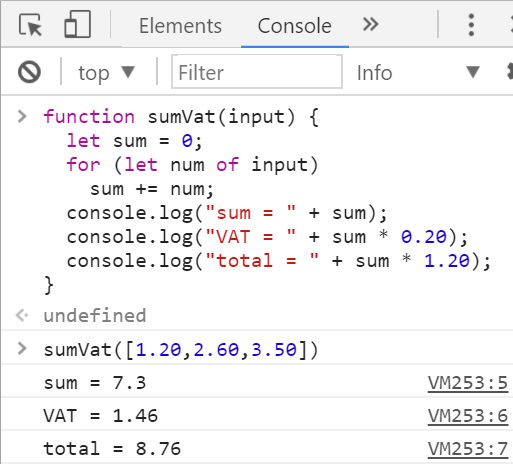 Elements Console
top Filter Info
function sumVat(input) {
  let sum = 0;
  for (let num of input)
    sum += num;
  console.log("sum = " + sum);
  console.log("VAT = " + sum * 0.20);
  console.log("total = " + sum * 1.20);
}
undefined
sumVat([1.20,2.60,3.50])
sum = 7.3 VM253:5
VAT = 1.46 VM253:6
total = 8.76 VM253:7